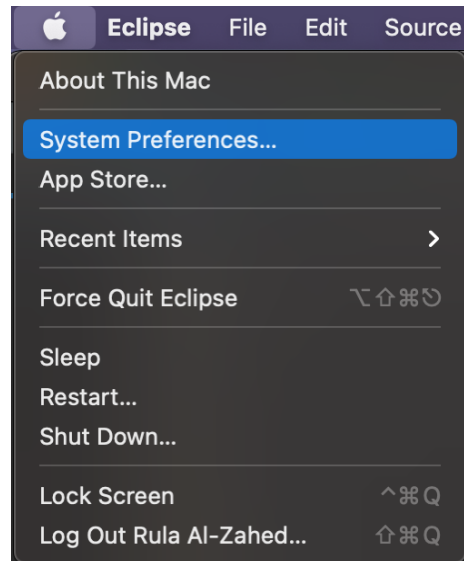 Eclipse File Edit Source
About This Mac
System Preferences...
App Store...
Recent Items
Force Quit Eclipse ⌥⇧⌘⎋
Sleep
Restart...
Shut Down...
Lock Screen ^⌘Q
Log Out Rula Al-Zahed... ⇧⌘Q